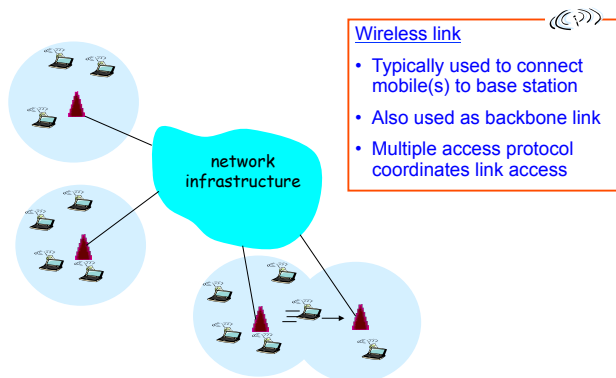 Wireless link
• Typically used to connect
mobile(s) to base station
• Also used as backbone link
• Multiple access protocol
coordinates link access
network
infrastructure